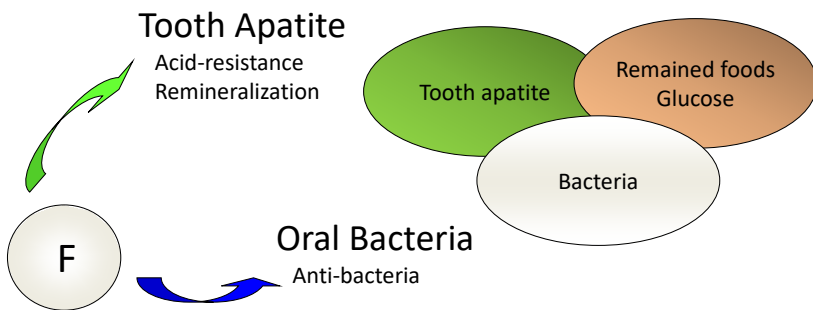 Tooth Apatite
Acid-resistance
Remineralization
Tooth apatite
Remained foods
Glucose
Bacteria
F
Oral Bacteria
Anti-bacteria